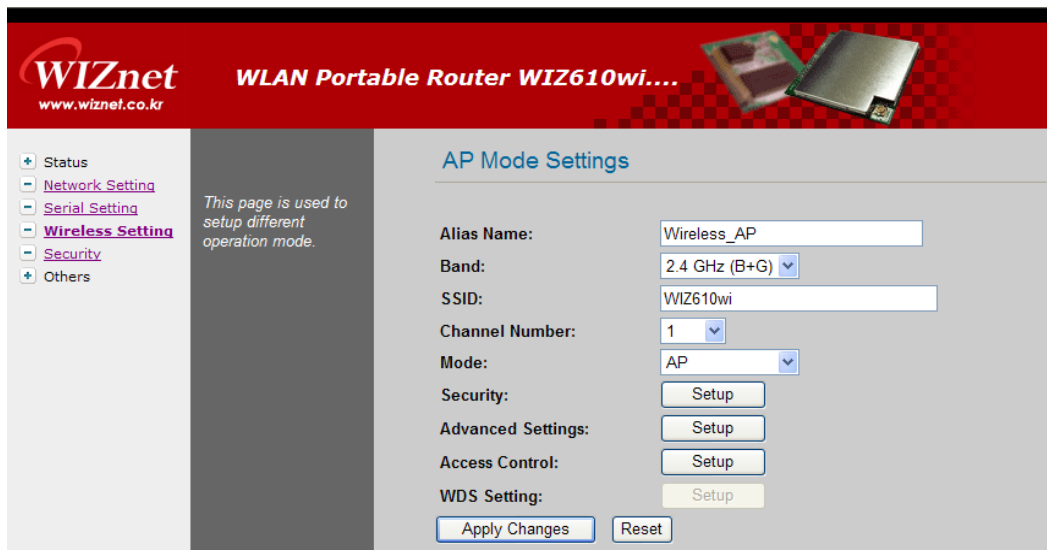 WIZnet
www.wiznet.co.kr
WLAN Portable Router WIZ610wi....
Status
Network Setting
Serial Setting
Wireless Setting
Security
Others
This page is used to
setup different
operation mode.
AP Mode Settings
Alias Name: Wireless_AP
Band: 2.4 GHz (B+G)
SSID: WIZ610wi
Channel Number: 1
Mode: AP
Security: Setup
Advanced Settings: Setup
Access Control: Setup
WDS Setting: Setup
Apply Changes Reset